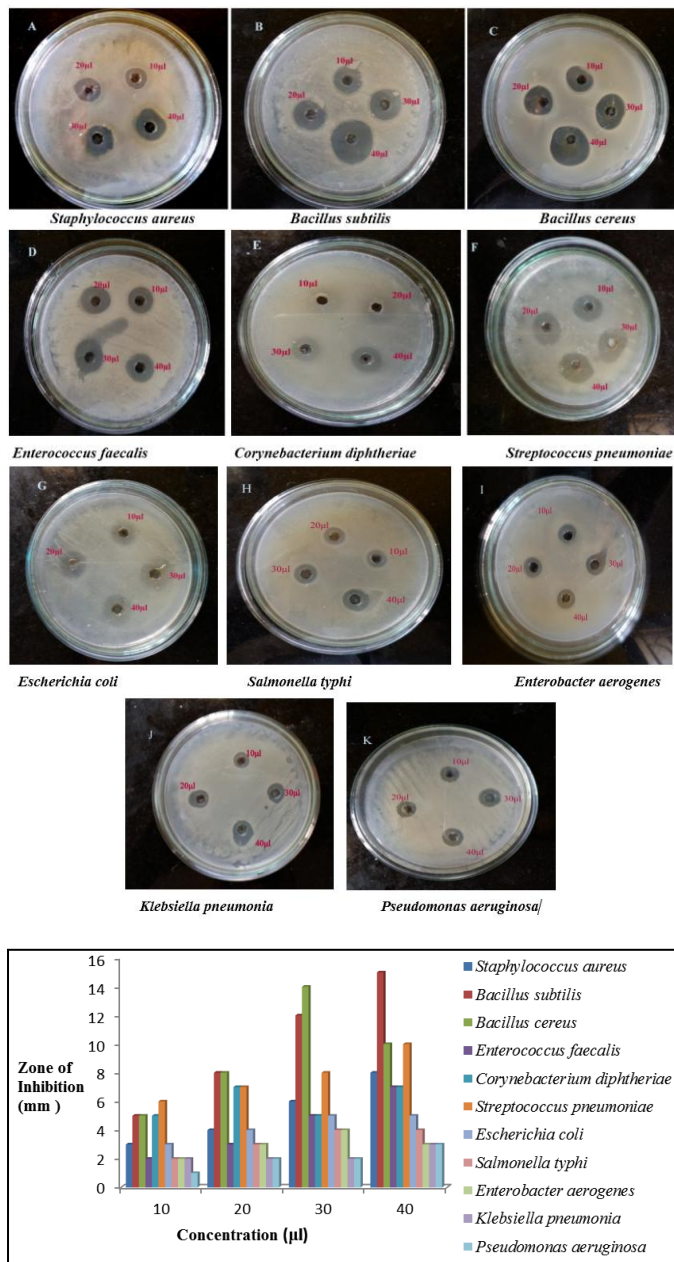 A
20µl
10µl
30µl
40µl
B
10µl
20µl
30µl
40µl
C
10µl
20µl
30µl
40µl
Staphylococcus aureus
Bacillus subtilis
Bacillus cereus
D
20µl
10µl
30µl
40µl
E
10µl
20µl
30µl
40µl
F
10µl
20µl
30µl
40µl
Enterococcus faecalis
Corynebacterium diphtheriae
Streptococcus pneumoniae
G
10µl
20µl
30µl
40µl
H
20µl
10µl
30µl
40µl
I
10µl
20µl
30µl
40µl
Escherichia coli
Salmonella typhi
Enterobacter aerogenes
J
10µl
20µl
30µl
40µl
K
10µl
20µl
30µl
40µl
Klebsiella pneumonia
Pseudomonas aeruginosa/
16
14
12
10
8
6
4
2
0
Zone of
Inhibition
(mm )
10
20
30
40
Concentration (µl)
Staphylococcus aureus
Bacillus subtilis
Bacillus cereus
Enterococcus faecalis
Corynebacterium diphtheriae
Streptococcus pneumoniae
Escherichia coli
Salmonella typhi
Enterobacter aerogenes
Klebsiella pneumonia
Pseudomonas aeruginosa